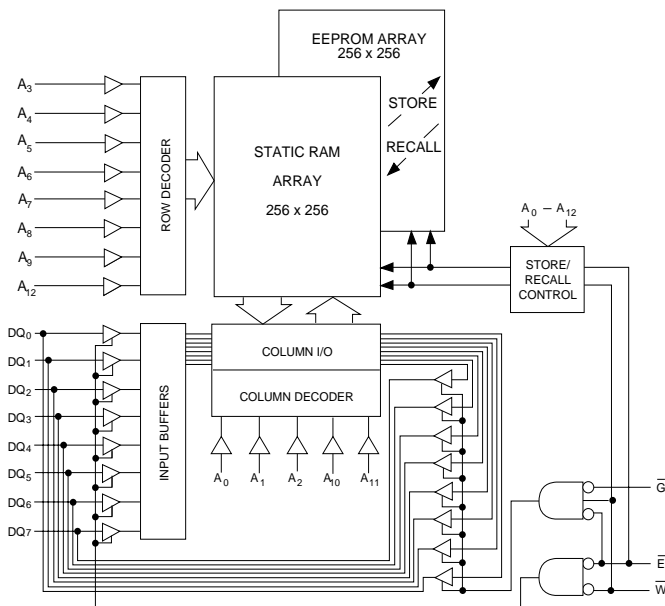 EEPROM ARRAY
256 x 256
STORE
RECALL
STATIC RAM
ARRAY
256 x 256
A3
A4
A5
A6
A7
A8
A9
A12
ROW DECODER
A0 – A12
STORE/
RECALL
CONTROL
DQ0
DQ1
DQ2
DQ3
DQ4
DQ5
DQ6
DQ7
INPUT BUFFERS
COLUMN I/O
COLUMN DECODER
A0
A1
A2
A10
A11
G̅
E̅
W̅